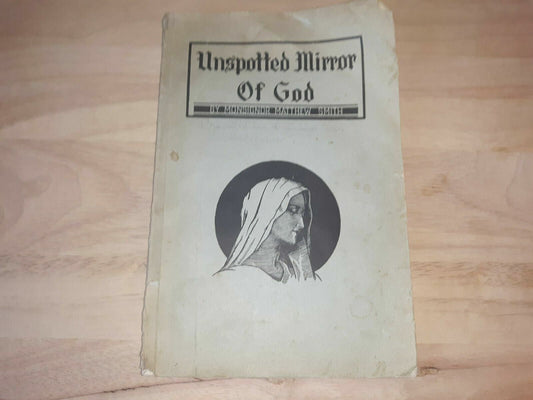 Unspotted Mirror
Of God
BY MONSIGNOR MATTHEW SMITH